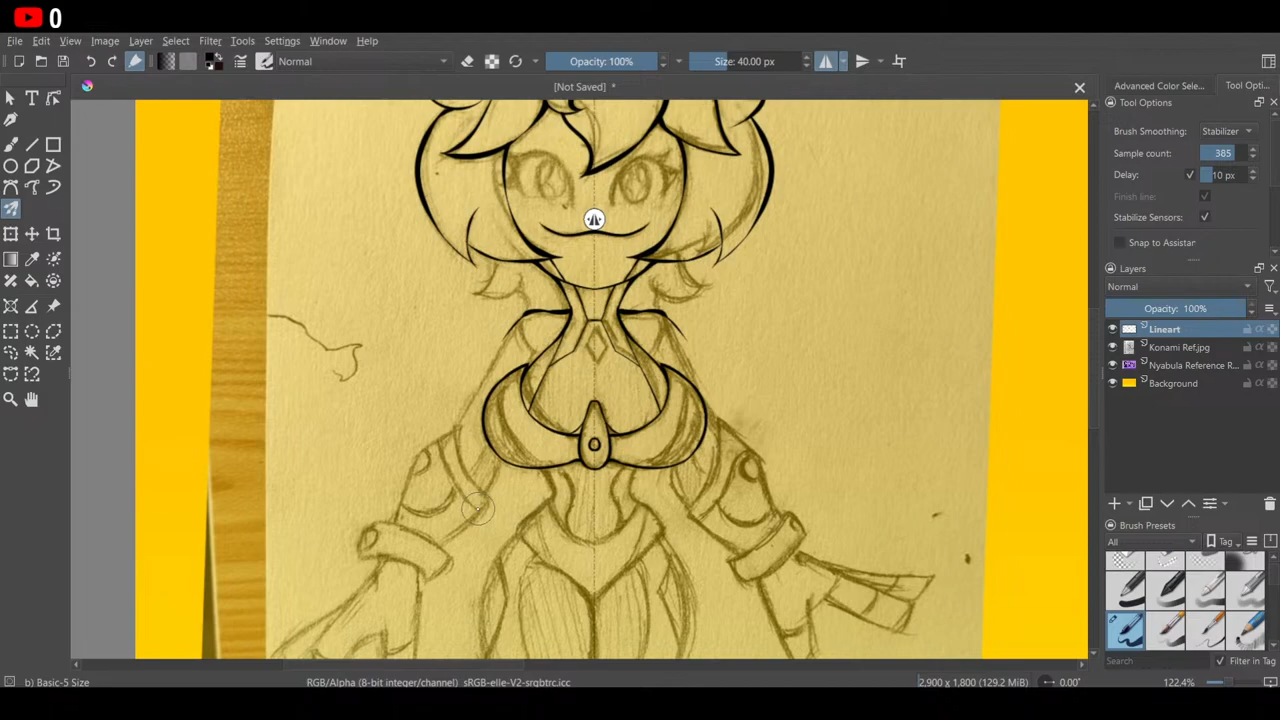 0
File Edit View Image Layer Select Filter Tools Settings Window Help
Normal Opacity: 100% Size: 40.00 px
[Not Saved] *
Advanced Color Sele... Tool Opti...
Tool Options
Brush Smoothing: Stabilizer
Sample count: 385
Delay: 10 px
Finish line:
Stabilize Sensors:
Snap to Assistar
Layers
Normal
Opacity: 100%
Lineart
Konami Ref.jpg
Nyabula Reference R...
Background
Brush Presets
All Tag
Search Filter in Tag
b) Basic-5 Size RGB/Alpha (8-bit integer/channel) sRGB-elle-V2-srgbtrc.icc 2,900 x 1,800 (129.2 MiB) 0.00° 122.4%